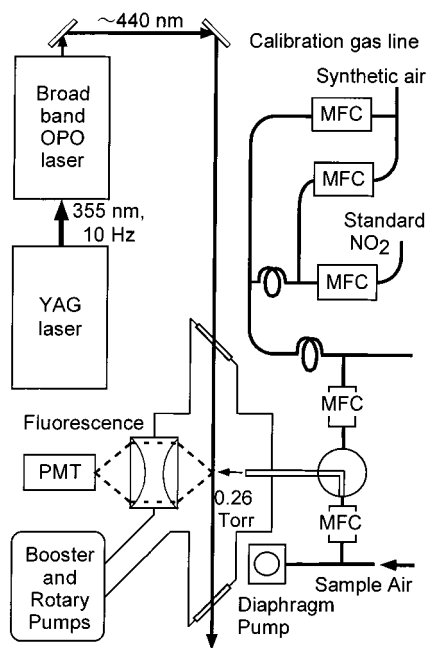 ~440 nm
Calibration gas line
Synthetic air
Broad
band
OPO
laser
MFC
355 nm,
10 Hz
MFC
Standard
NO2
YAG
laser
MFC
MFC
Fluorescence
PMT
0.26
Torr
MFC
Booster
and
Rotary
Pumps
Sample Air
Diaphragm
Pump